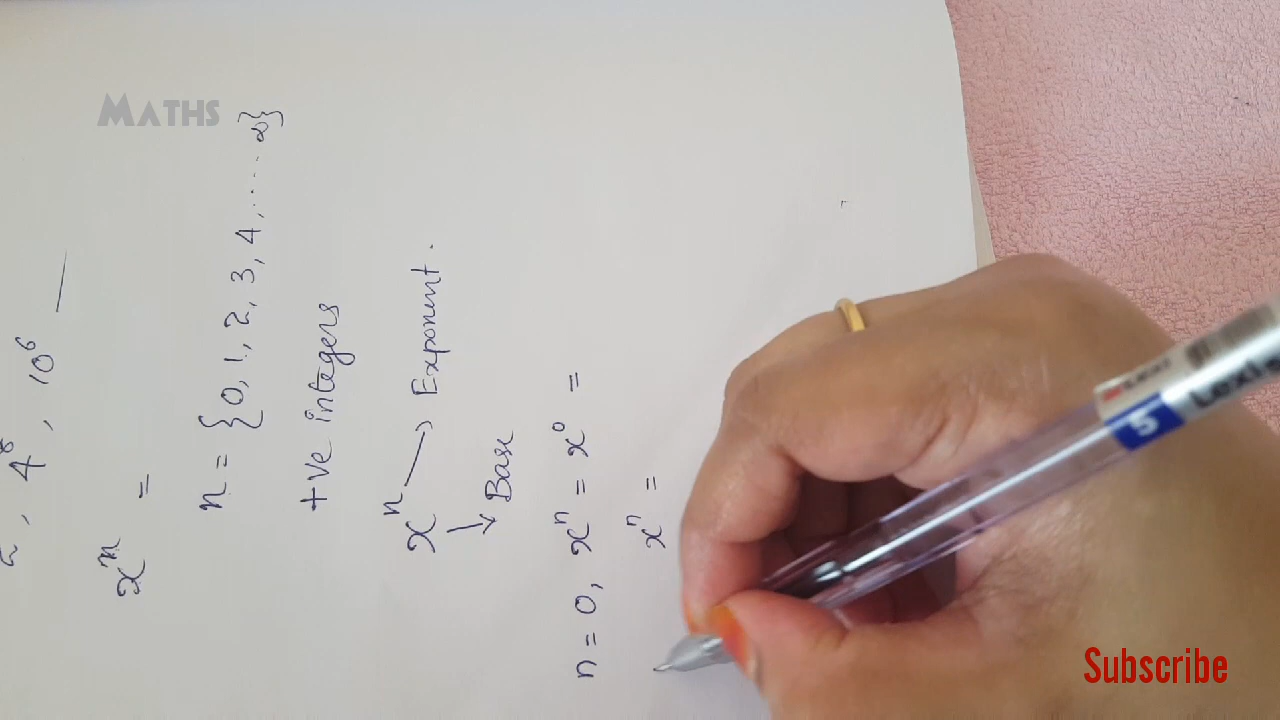 2, 4⁸, 10⁶ —
xⁿ =
n = {0, 1, 2, 3, 4, ..... ∞}
+ve integers
xⁿ → Exponent.
↓ Base
n = 0, xⁿ = x⁰ =
xⁿ =
MATHS
5
Lexi
Subscribe